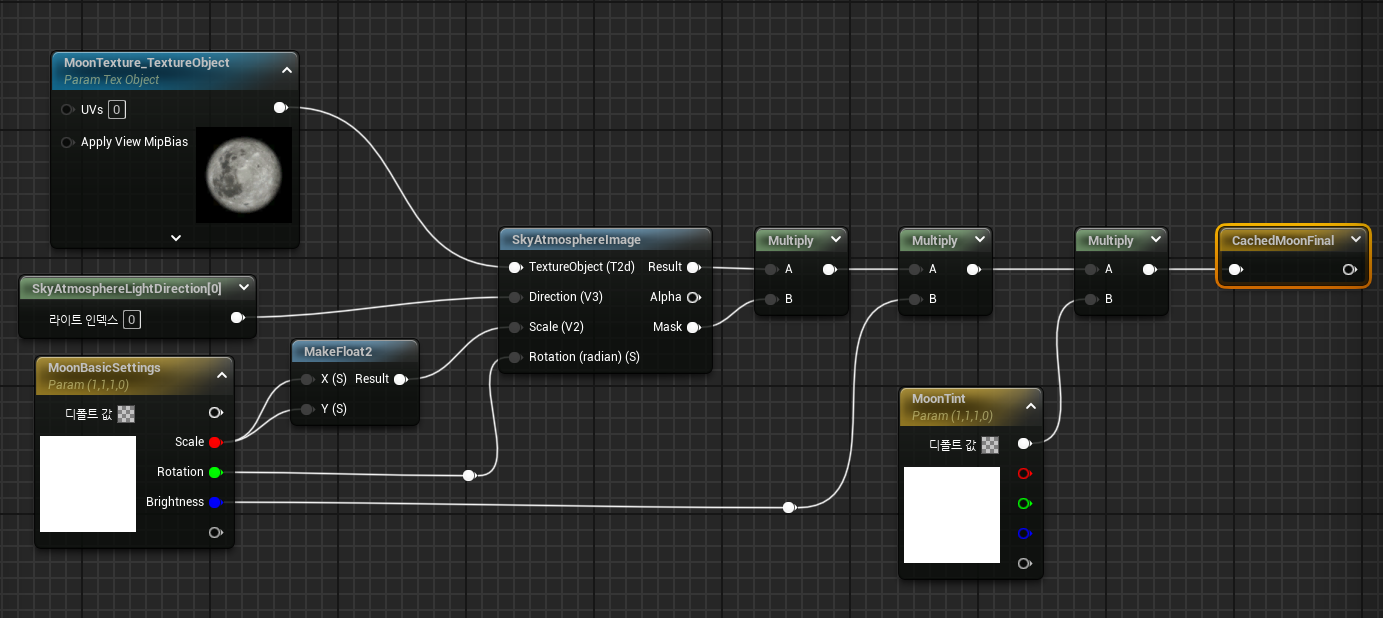 MoonTexture_TextureObject
Param Tex Object
UVs 0
Apply View MipBias
SkyAtmosphereLightDirection[0]
라이트 인덱스 0
MoonBasicSettings
Param (1,1,1,0)
디폴트 값
Scale
Rotation
Brightness
MakeFloat2
X (S) Result
Y (S)
SkyAtmosphereImage
TextureObject (T2d) Result
Direction (V3) Alpha
Scale (V2) Mask
Rotation (radian) (S)
Multiply
A
B
Multiply
A
B
Multiply
A
B
MoonTint
Param (1,1,1,0)
디폴트 값
CachedMoonFinal